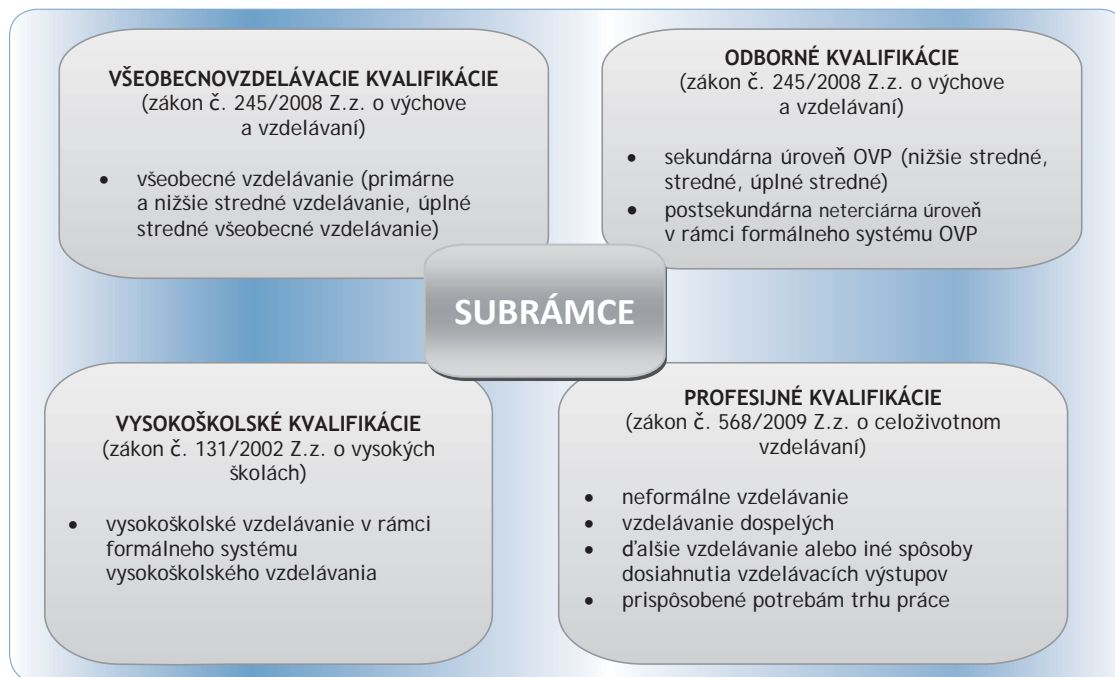 VŠEOBECNOVZDELÁVACIE KVALIFIKÁCIE
(zákon č. 245/2008 Z.z. o výchove
a vzdelávaní)
• všeobecné vzdelávanie (primárne
a nižšie stredné vzdelávanie, úplné
stredné všeobecné vzdelávanie)
ODBORNÉ KVALIFIKÁCIE
(zákon č. 245/2008 Z.z. o výchove
a vzdelávaní)
• sekundárna úroveň OVP (nižšie stredné,
stredné, úplné stredné)
• postsekundárna neterciárna úroveň
v rámci formálneho systému OVP
SUBRÁMCE
VYSOKOŠKOLSKÉ KVALIFIKÁCIE
(zákon č. 131/2002 Z.z. o vysokých
školách)
• vysokoškolské vzdelávanie v rámci
formálneho systému
vysokoškolského vzdelávania
PROFESIJNÉ KVALIFIKÁCIE
(zákon č. 568/2009 Z.z. o celoživotnom
vzdelávaní)
• neformálne vzdelávanie
• vzdelávanie dospelých
• ďalšie vzdelávanie alebo iné spôsoby
dosiahnutia vzdelávacích výstupov
• prispôsobené potrebám trhu práce